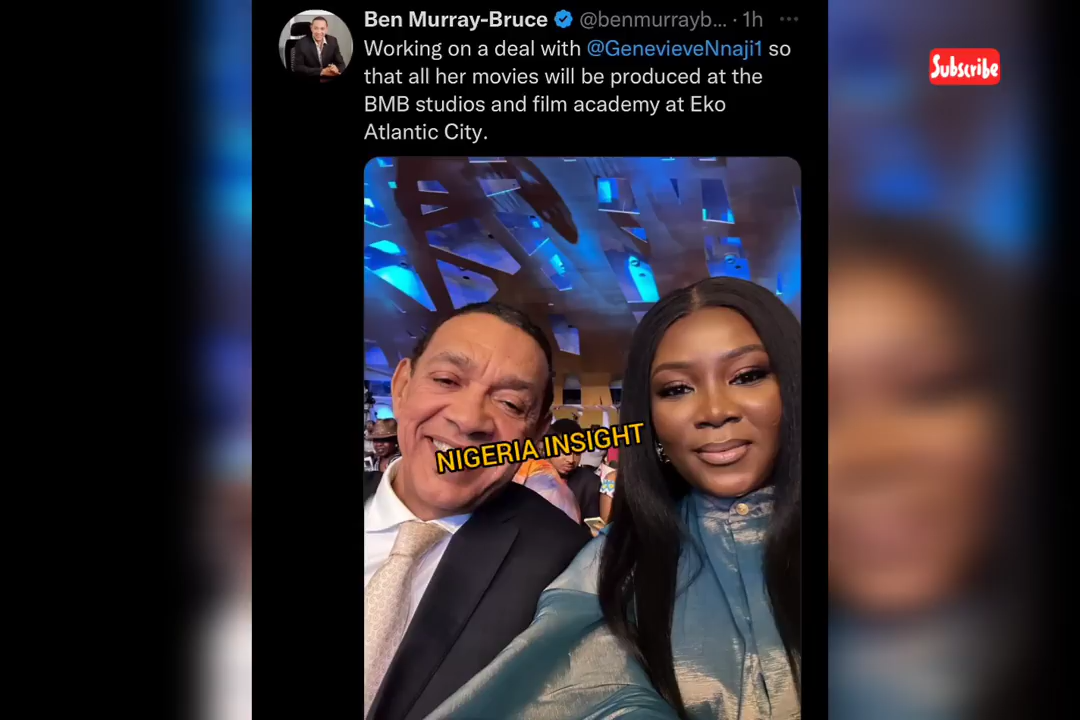 Ben Murray-Bruce @benmurrayb... · 1h
Working on a deal with @GenevieveNnaji1 so
that all her movies will be produced at the
BMB studios and film academy at Eko
Atlantic City.
Subscribe
NIGERIA INSIGHT